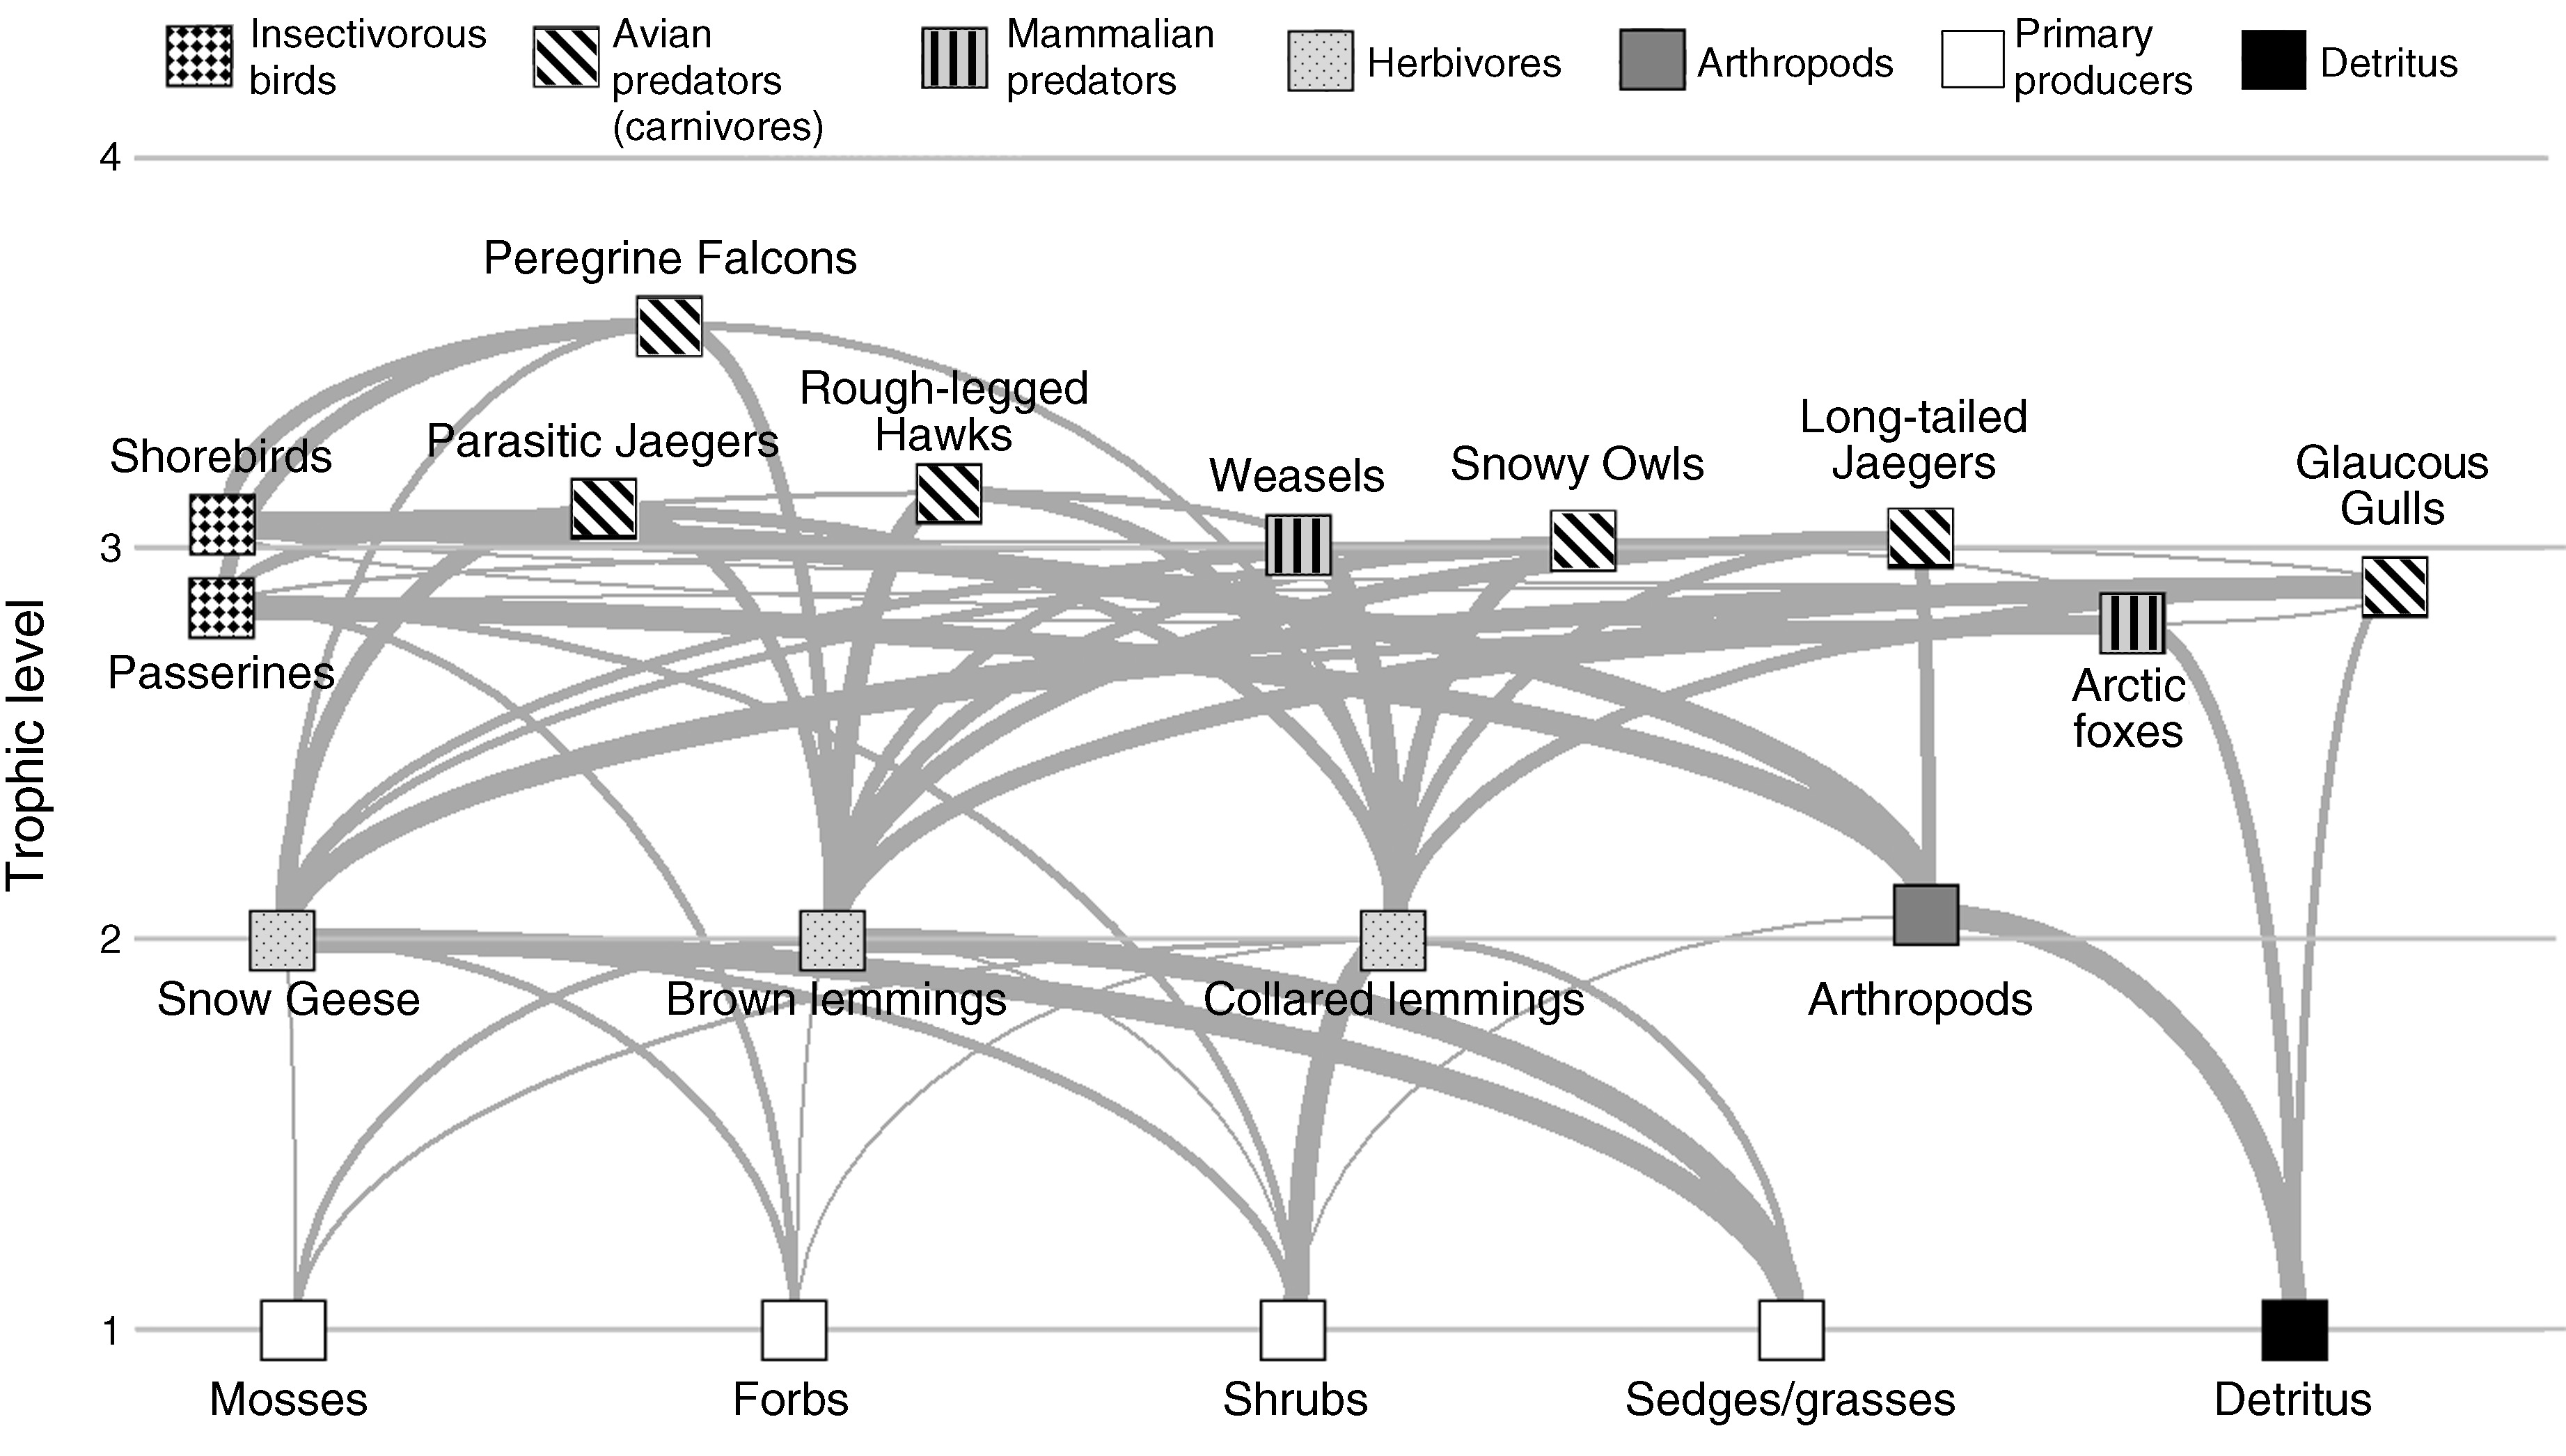 Insectivorous
birds
Avian
predators
(carnivores)
Mammalian
predators
Herbivores
Arthropods
Primary
producers
Detritus
4
Peregrine Falcons
Rough-legged
Hawks
Parasitic Jaegers
Shorebirds
Weasels
Snowy Owls
Long-tailed
Jaegers
Glaucous
Gulls
3
Passerines
Arctic
foxes
Trophic level
2
Snow Geese
Brown lemmings
Collared lemmings
Arthropods
1
Mosses
Forbs
Shrubs
Sedges/grasses
Detritus